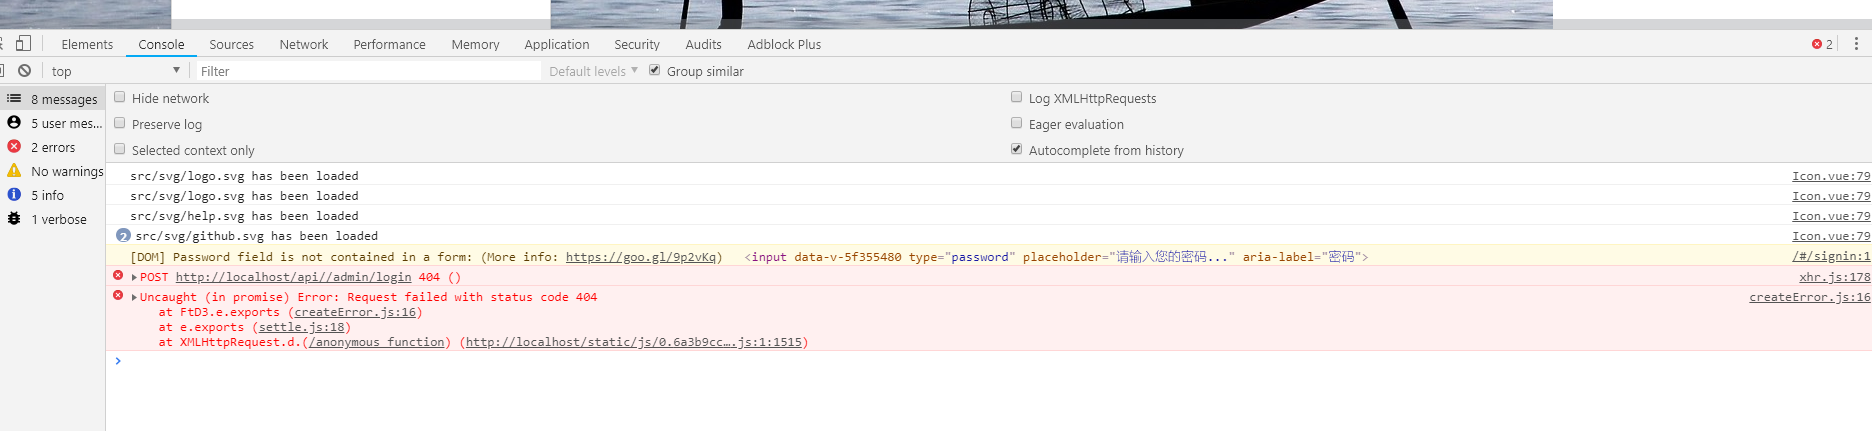 Elements Console Sources Network Performance Memory Application Security Audits Adblock Plus 2
top Filter Default levels Group similar
8 messages
5 user mes...
2 errors
No warnings
5 info
1 verbose
Hide network Log XMLHttpRequests
Preserve log Eager evaluation
Selected context only Autocomplete from history
src/svg/logo.svg has been loaded Icon.vue:79
src/svg/logo.svg has been loaded Icon.vue:79
src/svg/help.svg has been loaded Icon.vue:79
2 src/svg/github.svg has been loaded Icon.vue:79
[DOM] Password field is not contained in a form: (More info: https://goo.gl/9p2vKq) <input data-v-5f355480 type="password" placeholder="请输入您的密码..." aria-label="密码"> /#/signin:1
POST http://localhost/api//admin/login 404 () xhr.js:178
Uncaught (in promise) Error: Request failed with status code 404 createError.js:16
at FtD3.e.exports (createError.js:16)
at e.exports (settle.js:18)
at XMLHttpRequest.d.(/anonymous function) (http://localhost/static/js/0.6a3b9cc….js:1:1515)